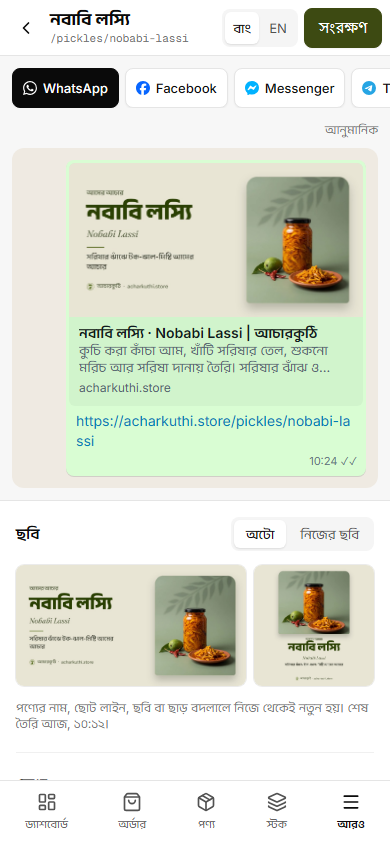 নবাবি লস্যি
/pickles/nobabi-lassi
বাং
EN
সংরক্ষণ
WhatsApp
Facebook
Messenger
T
আনুমানিক
আমের আচার
নবাবি লস্যি
Nobabi Lassi
সরিষার ঝাঁঝে টক-ঝাল-মিষ্টি আমের
আচার
আচারকুঠি · acharkuthi.store
নবাবি লস্যি · Nobabi Lassi | আচারকুঠি
কুচি করা কাঁচা আম, খাঁটি সরিষার তেল, শুকনো
মরিচ আর সরিষা দানায় তৈরি। সরিষার ঝাঁঝ ও...
acharkuthi.store
https://acharkuthi.store/pickles/nobabi-la
ssi
10:24
ছবি
অটো
নিজের ছবি
নবাবি লস্যি
Nobabi Lassi
সরিষার ঝাঁঝে টক-ঝাল-মিষ্টি আমের
আচার
আচারকুঠি · acharkuthi.store
নবাবি লস্যি
Nobabi Lassi
পণ্যের নাম, ছোট লাইন, ছবি বা ছাড় বদলালে নিজে থেকেই নতুন হয়। শেষ
তৈরি আজ, ১০:১২।
ড্যাশবোর্ড
অর্ডার
পণ্য
স্টক
আরও